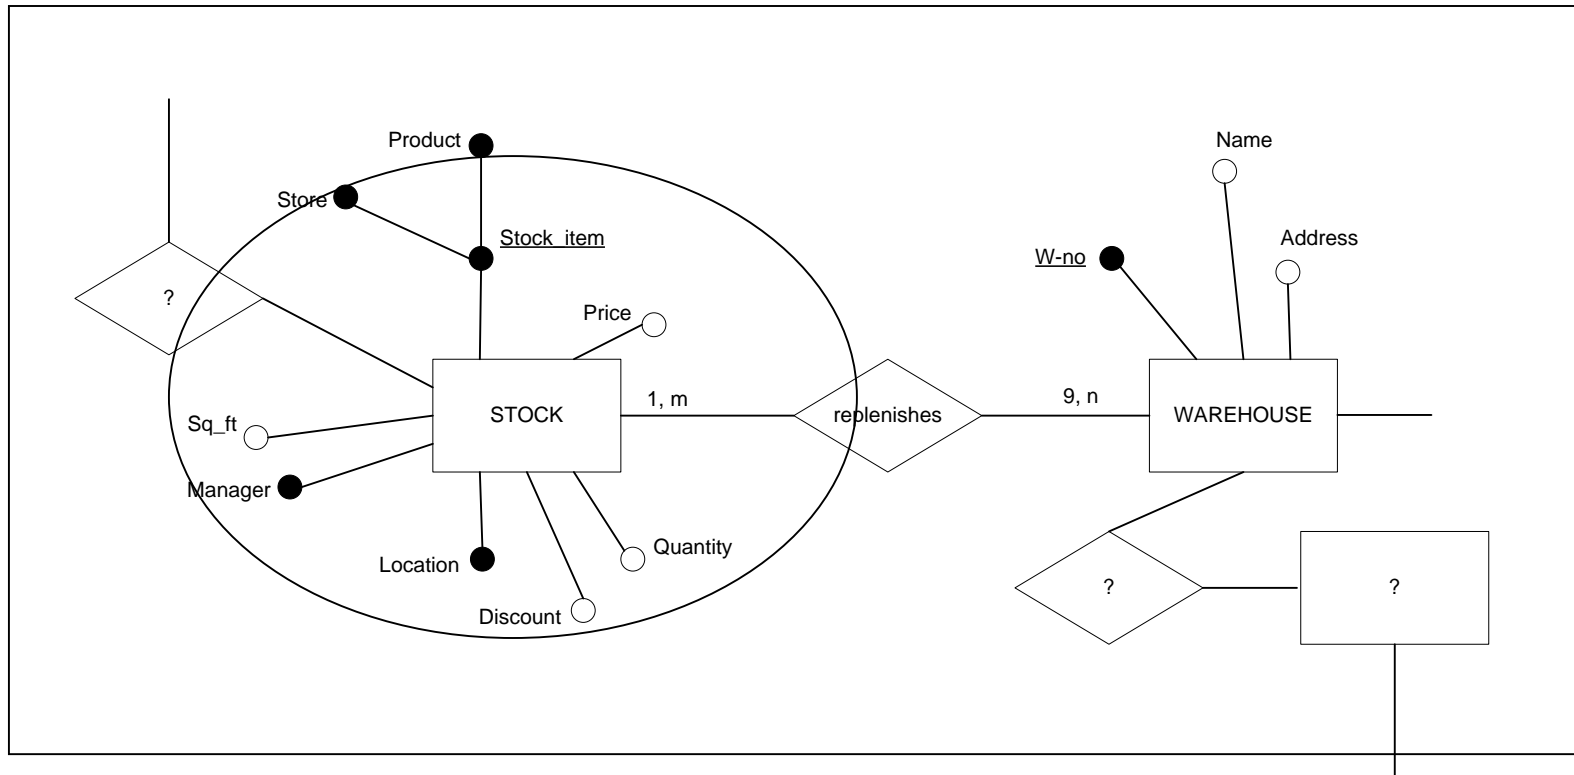 Product
Name
Store
Stock_item
Address
W-no
?
Price
1, m
9, n
STOCK
replenishes
WAREHOUSE
Sq_ft
Manager
Quantity
Location
?
?
Discount